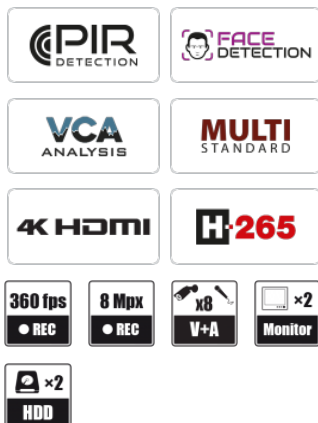 PIR
DETECTION
FACE
DETECTION
VCA
ANALYSIS
MULTI
STANDARD
4K HDMI
H·265
360 fps
REC
8 Mpx
REC
x8
V+A
×2
Monitor
×2
HDD